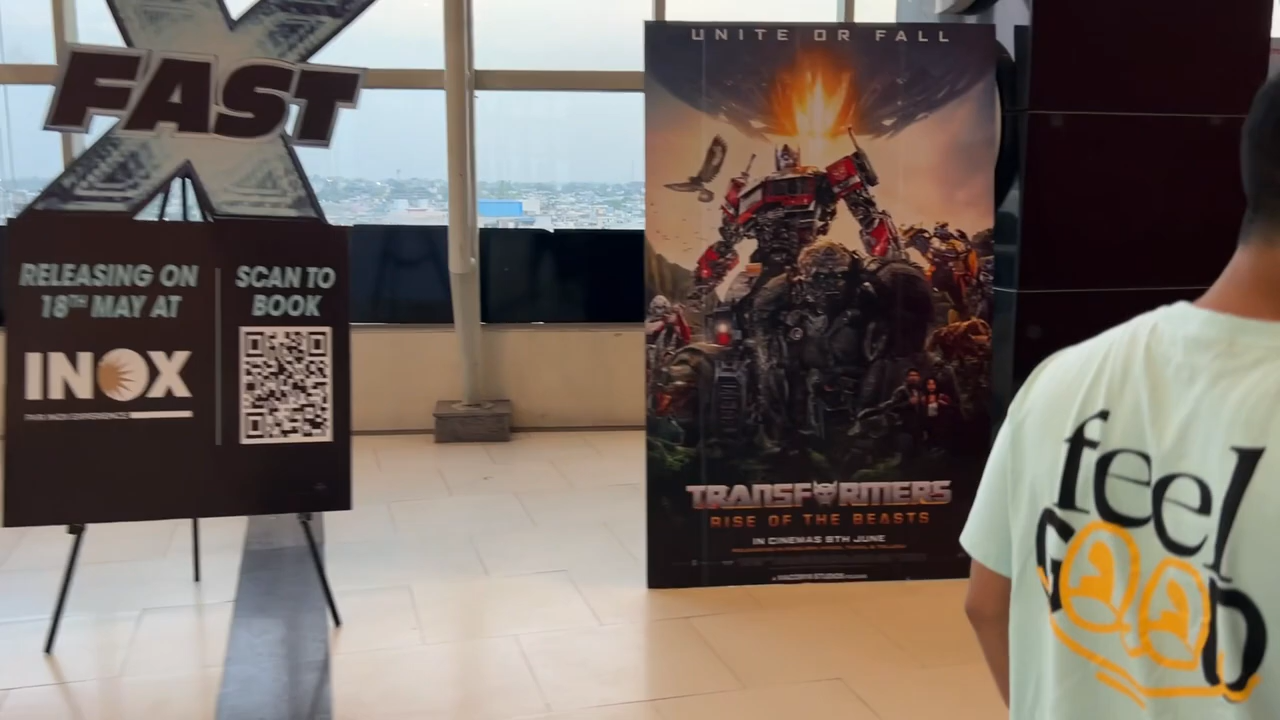 FAST
X
RELEASING ON
18TH MAY AT
INOX
SCAN TO
BOOK
UNITE OR FALL
TRANSFORMERS
RISE OF THE BEASTS
IN CINEMAS 8TH JUNE
feel
GOOD